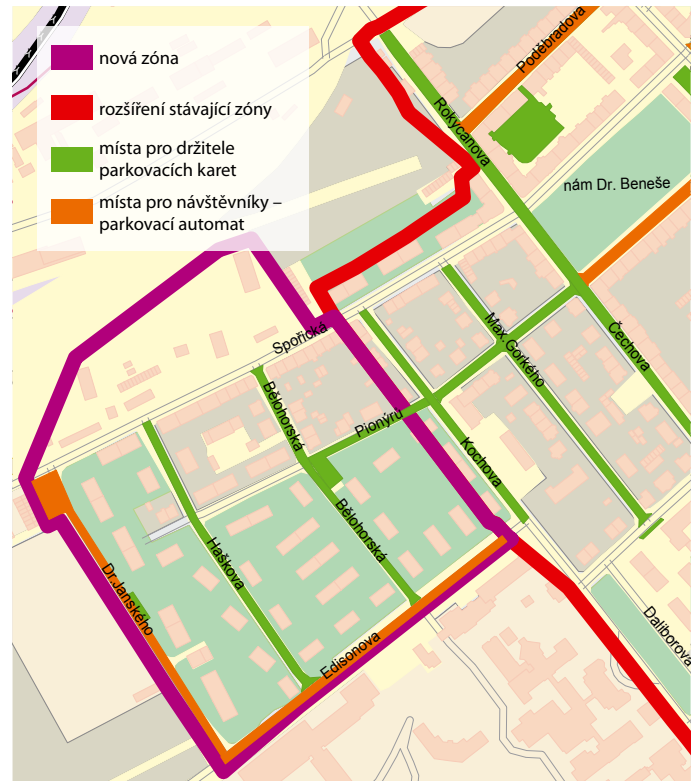 nová zóna
rozšíření stávající zóny
místa pro držitele
parkovacích karet
místa pro návštěvníky –
parkovací automat
Poděbradova
Rokycanova
nám Dr. Beneše
Spořická
Max.Gorkého
Čechova
Bělohorská
Pionýrů
Kochova
Bělohorská
Haškova
Dr.Janského
Edisonova
Daliborova